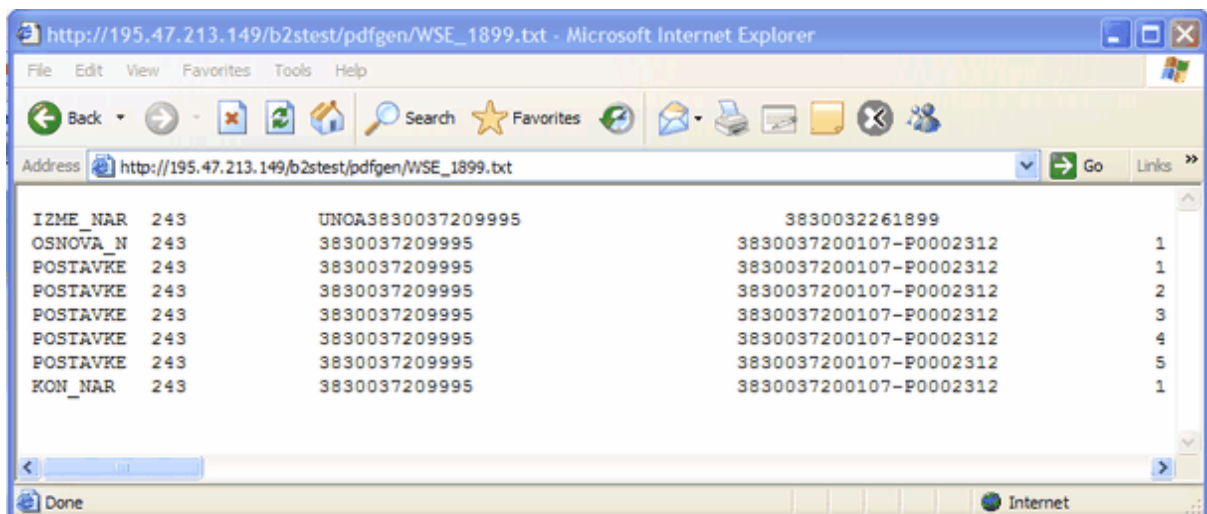 http://195.47.213.149/b2stest/pdfgen/WSE_1899.txt - Microsoft Internet Explorer
File Edit View Favorites Tools Help
Back Search Favorites
Address http://195.47.213.149/b2stest/pdfgen/WSE_1899.txt Go Links »
IZME_NAR 243 UNOA3830037209995 3830032261899
OSNOVA_N 243 3830037209995 3830037200107-P0002312 1
POSTAVKE 243 3830037209995 3830037200107-P0002312 1
POSTAVKE 243 3830037209995 3830037200107-P0002312 2
POSTAVKE 243 3830037209995 3830037200107-P0002312 3
POSTAVKE 243 3830037209995 3830037200107-P0002312 4
POSTAVKE 243 3830037209995 3830037200107-P0002312 5
KON_NAR 243 3830037209995 3830037200107-P0002312 1
Done Internet